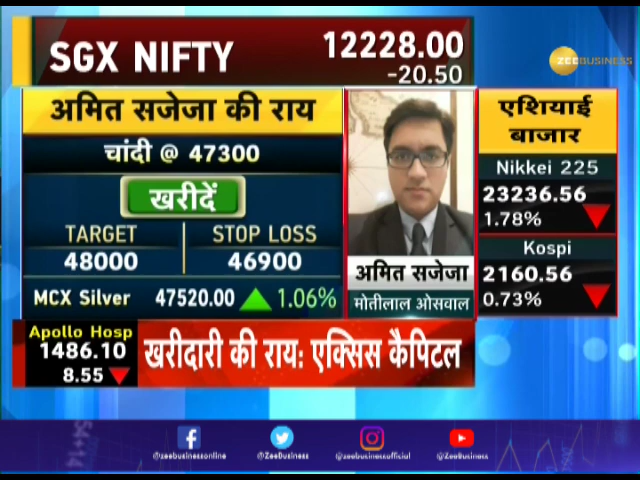 SGX NIFTY
12228.00
-20.50
ZEEBUSINESS
अमित सजेजा की राय
चांदी @ 47300
खरीदें
TARGET
STOP LOSS
48000
46900
MCX Silver 47520.00 1.06%
अमित सजेजा
मोतीलाल ओसवाल
एशियाई
बाजार
Nikkei 225
23236.56
1.78%
Kospi
2160.56
0.73%
Apollo Hosp
1486.10
8.55
खरीदारी की राय: एक्सिस कैपिटल
@zeebusinessonline
@ZeeBusiness
@zeebusinessofficial
@ZeeBusiness